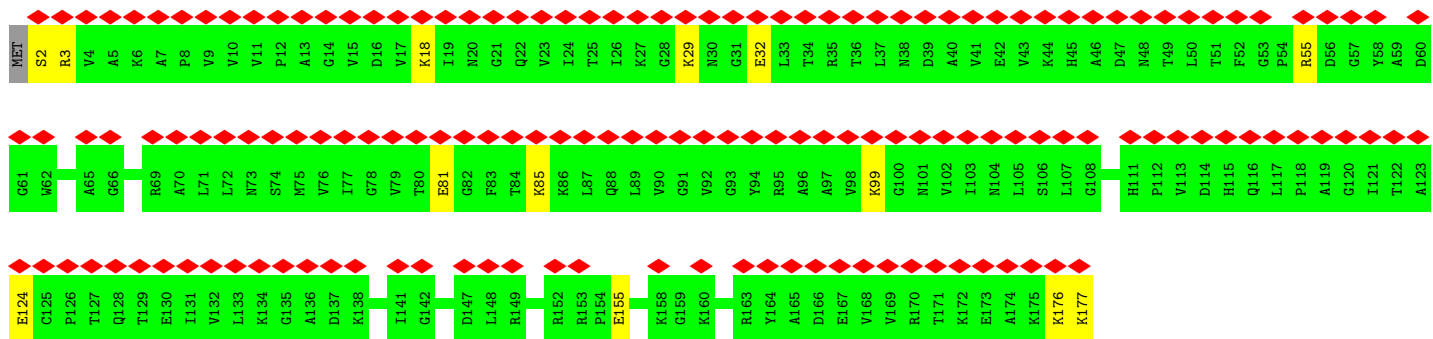 MET S2 R3 V4 A5 K6 A7 P8 V9 V10 V11 P12 A13 G14 V15 D16 V17 K18 I19 N20 G21 Q22 V23 I24 T25 I26 K27 G28 K29 N30 G31 E32 L33 T34 R35 T36 L37 N38 D39 A40 V41 E42 V43 K44 H45 A46 D47 N48 T49 L50 T51 F52 G53 P54 R55 D56 G57 Y58 A59 D60
G61 W62 A65 G66 R69 A70 L71 L72 N73 S74 M75 V76 I77 G78 V79 T80 E81 G82 F83 T84 K85 K86 L87 Q88 L89 V90 G91 V92 G93 Y94 R95 A96 A97 V98 K99 G100 N101 V102 I103 N104 L105 S106 L107 G108 H111 P112 V113 D114 H115 Q116 L117 P118 A119 G120 I121 T122 A123
E124 C125 P126 T127 Q128 T129 E130 I131 V132 L133 K134 G135 A136 D137 K138 I141 G142 D147 L148 R149 R152 R153 P154 E155 K158 G159 K160 R163 Y164 A165 D166 E167 V168 V169 R170 T171 K172 E173 A174 K175 K176 K177